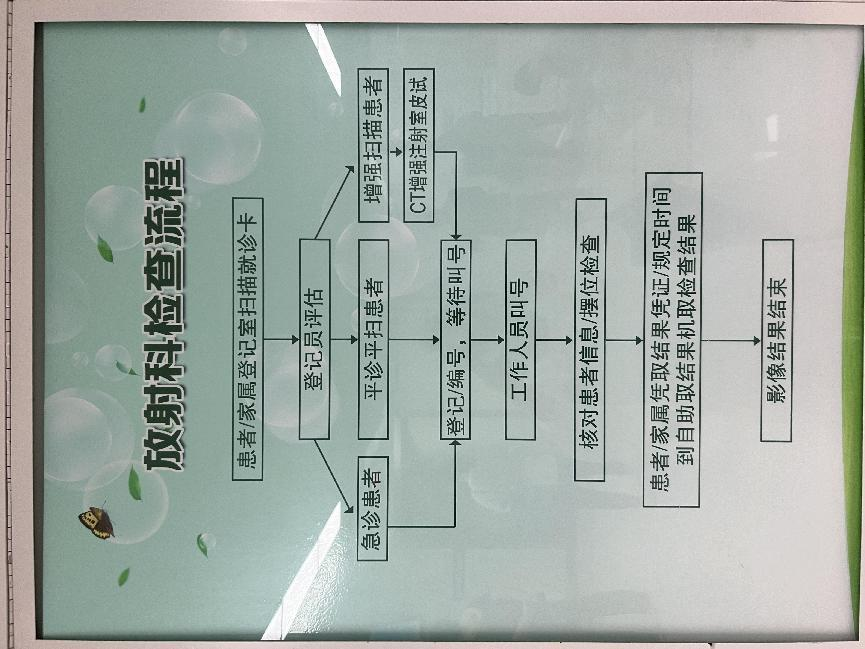 放射科检查流程
患者/家属登记室扫描就诊卡
登记员评估
急诊患者
平诊平扫患者
增强扫描患者
CT增强注射室皮试
登记/编号，等待叫号
工作人员叫号
核对患者信息/摆位检查
患者/家属凭取结果凭证/规定时间
到自助取结果机取检查结果
影像结果结束